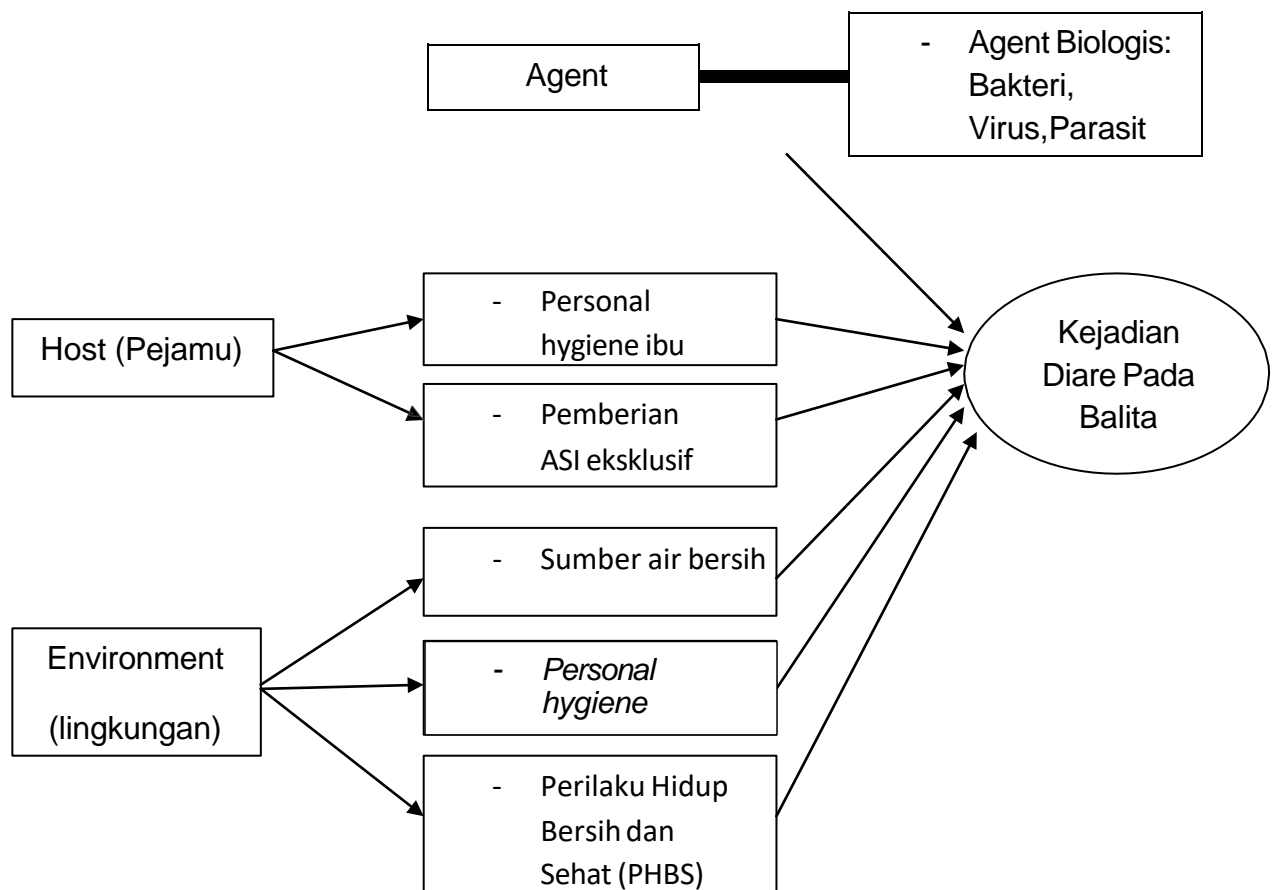 Agent
- Agent Biologis:
Bakteri,
Virus,Parasit
Host (Pejamu)
- Personal
hygiene ibu
- Pemberian
ASI eksklusif
Kejadian
Diare Pada
Balita
Environment
(lingkungan)
- Sumber air bersih
- Personal
hygiene
- Perilaku Hidup
Bersih dan
Sehat (PHBS)